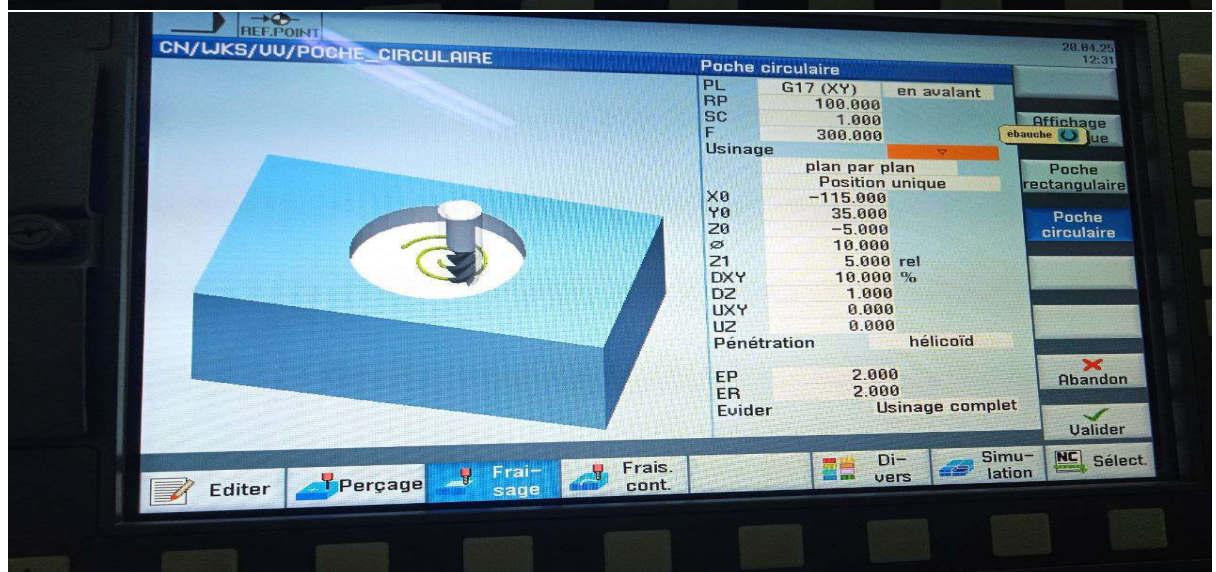 REF.POINT
CN/WKS/VV/POCHE_CIRCULAIRE
28.04.25
12:31
Poche circulaire
PL G17 (XY) en avalant
RP 100.000
SC 1.000
F 300.000
Usinage ▽
plan par plan
Position unique
X0 -115.000
Y0 35.000
Z0 -5.000
ø 10.000
Z1 5.000 rel
DXY 10.000 %
DZ 1.000
UXY 0.000
UZ 0.000
Pénétration hélicoïd
EP 2.000
ER 2.000
Evider Usinage complet
Affichage
ue
ébauche
Poche
rectangulaire
Poche
circulaire
Abandon
Valider
Editer
Perçage
Frai-
sage
Frais.
cont.
Di-
vers
Simu-
lation
NC Sélect.